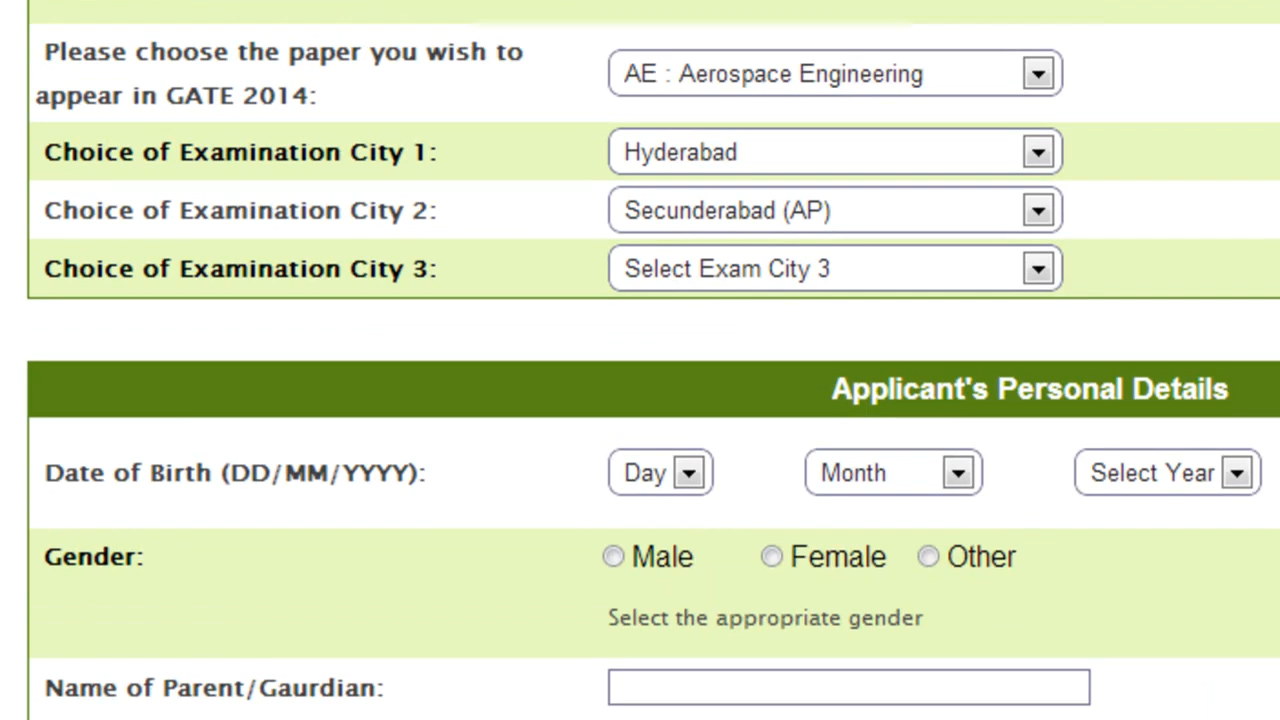 Please choose the paper you wish to
appear in GATE 2014:
AE : Aerospace Engineering
Choice of Examination City 1:
Hyderabad
Choice of Examination City 2:
Secunderabad (AP)
Choice of Examination City 3:
Select Exam City 3
Applicant's Personal Details
Date of Birth (DD/MM/YYYY):
Day
Month
Select Year
Gender:
Male
Female
Other
Select the appropriate gender
Name of Parent/Gaurdian: